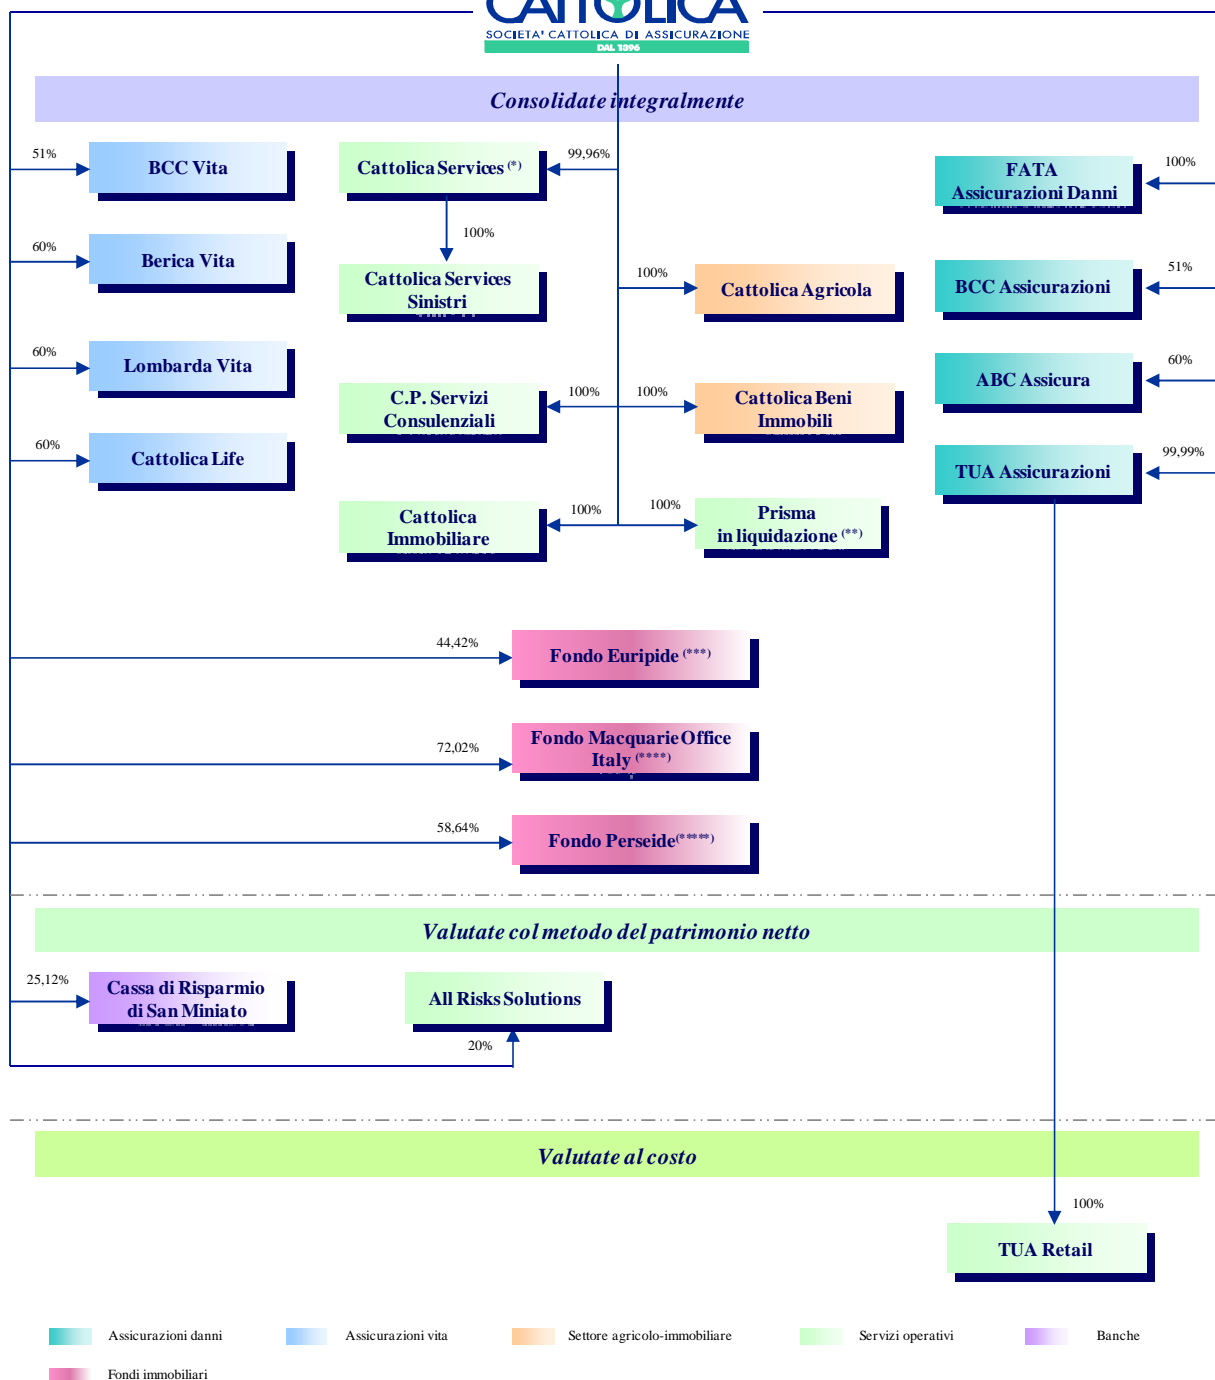 CATTOLICA
SOCIETA' CATTOLICA DI ASSICURAZIONE
DAL 1896
Consolidate integralmente
51%
BCC Vita
Cattolica Services (*)
99,96%
FATA
Assicurazioni Danni
100%
100%
60%
Berica Vita
Cattolica Services
Sinistri
100%
Cattolica Agricola
BCC Assicurazioni
51%
60%
Lombarda Vita
C.P. Servizi
Consulenziali
100%
100%
Cattolica Beni
Immobili
ABC Assicura
60%
60%
Cattolica Life
TUA Assicurazioni
99,99%
Cattolica
Immobiliare
100%
100%
Prisma
in liquidazione (**)
44,42%
Fondo Euripide (***)
72,02%
Fondo Macquarie Office
Italy (****)
58,64%
Fondo Perseide(*****)
Valutate col metodo del patrimonio netto
25,12%
Cassa di Risparmio
di San Miniato
All Risks Solutions
20%
Valutate al costo
100%
TUA Retail
Assicurazioni danni
Assicurazioni vita
Settore agricolo-immobiliare
Servizi operativi
Banche
Fondi immobiliari